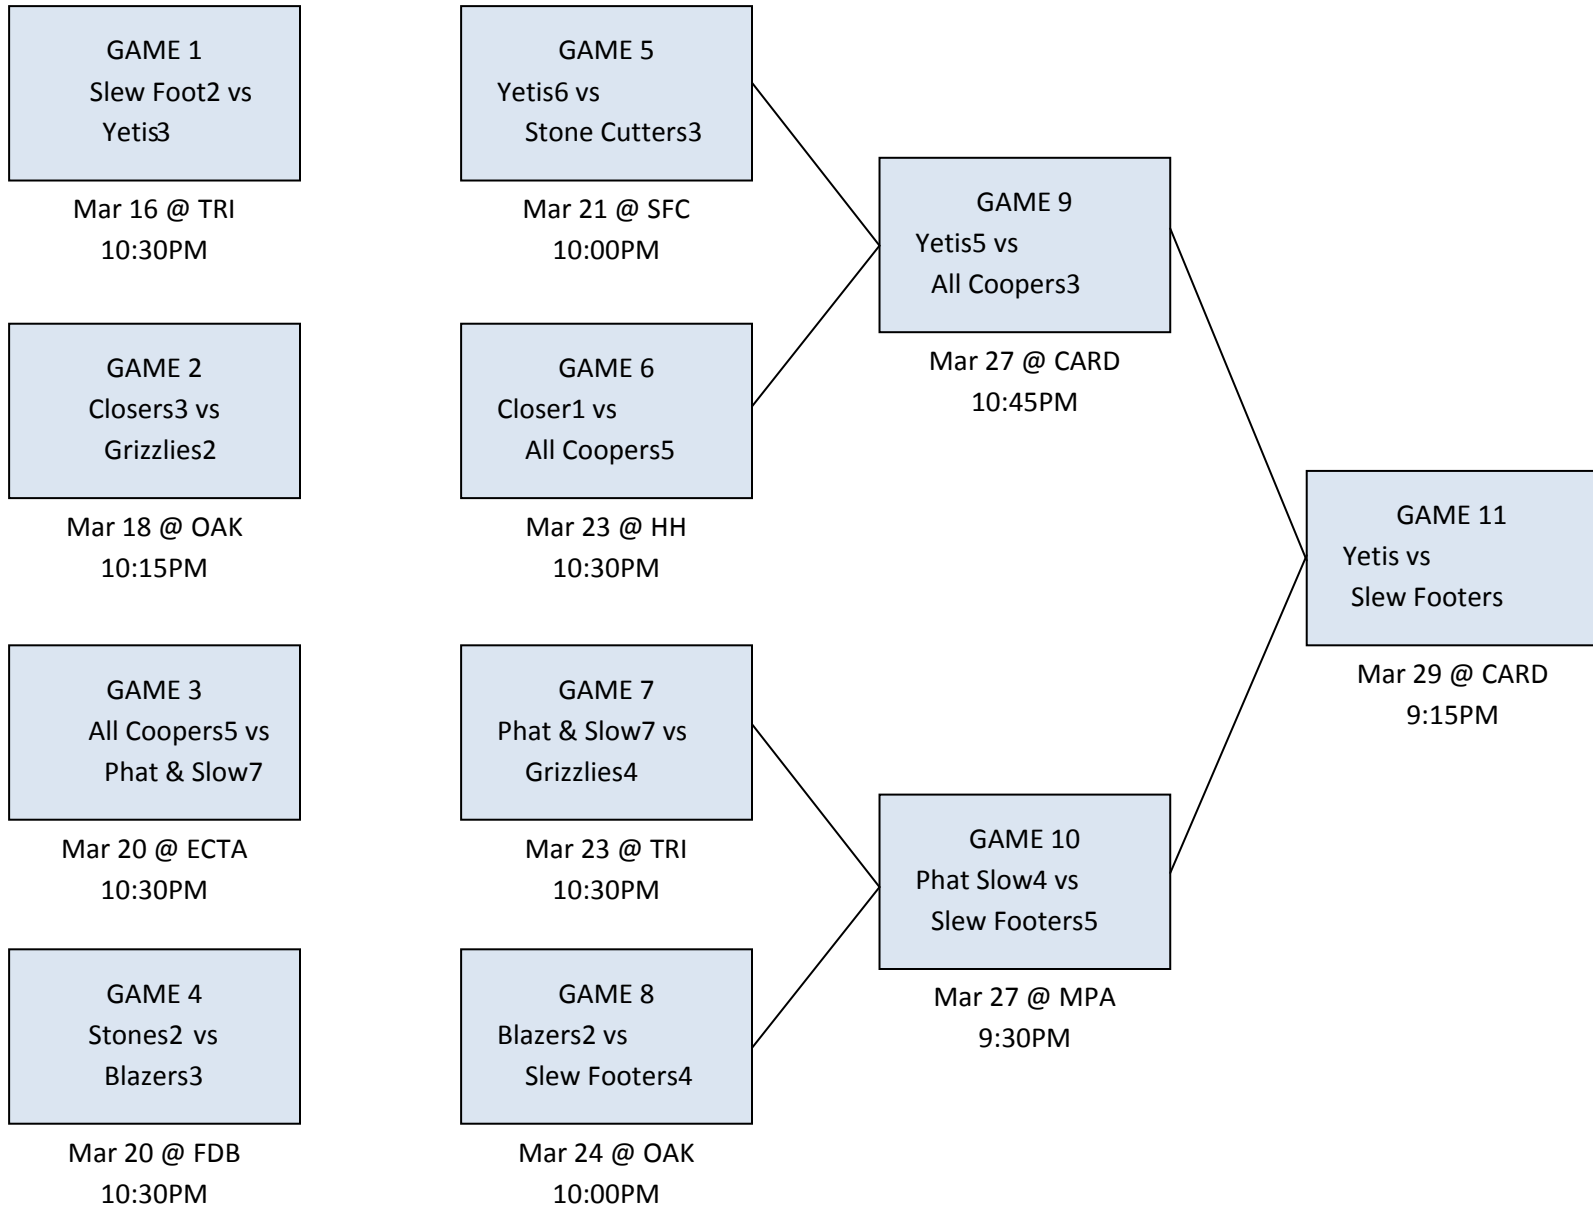 GAME 1
Slew Foot2 vs
Yetis3
Mar 16 @ TRI
10:30PM
GAME 2
Closers3 vs
Grizzlies2
Mar 18 @ OAK
10:15PM
GAME 3
All Coopers5 vs
Phat & Slow7
Mar 20 @ ECTA
10:30PM
GAME 4
Stones2 vs
Blazers3
Mar 20 @ FDB
10:30PM
GAME 5
Yetis6 vs
Stone Cutters3
Mar 21 @ SFC
10:00PM
GAME 6
Closer1 vs
All Coopers5
Mar 23 @ HH
10:30PM
GAME 7
Phat & Slow7 vs
Grizzlies4
Mar 23 @ TRI
10:30PM
GAME 8
Blazers2 vs
Slew Footers4
Mar 24 @ OAK
10:00PM
GAME 9
Yetis5 vs
All Coopers3
Mar 27 @ CARD
10:45PM
GAME 10
Phat Slow4 vs
Slew Footers5
Mar 27 @ MPA
9:30PM
GAME 11
Yetis vs
Slew Footers
Mar 29 @ CARD
9:15PM